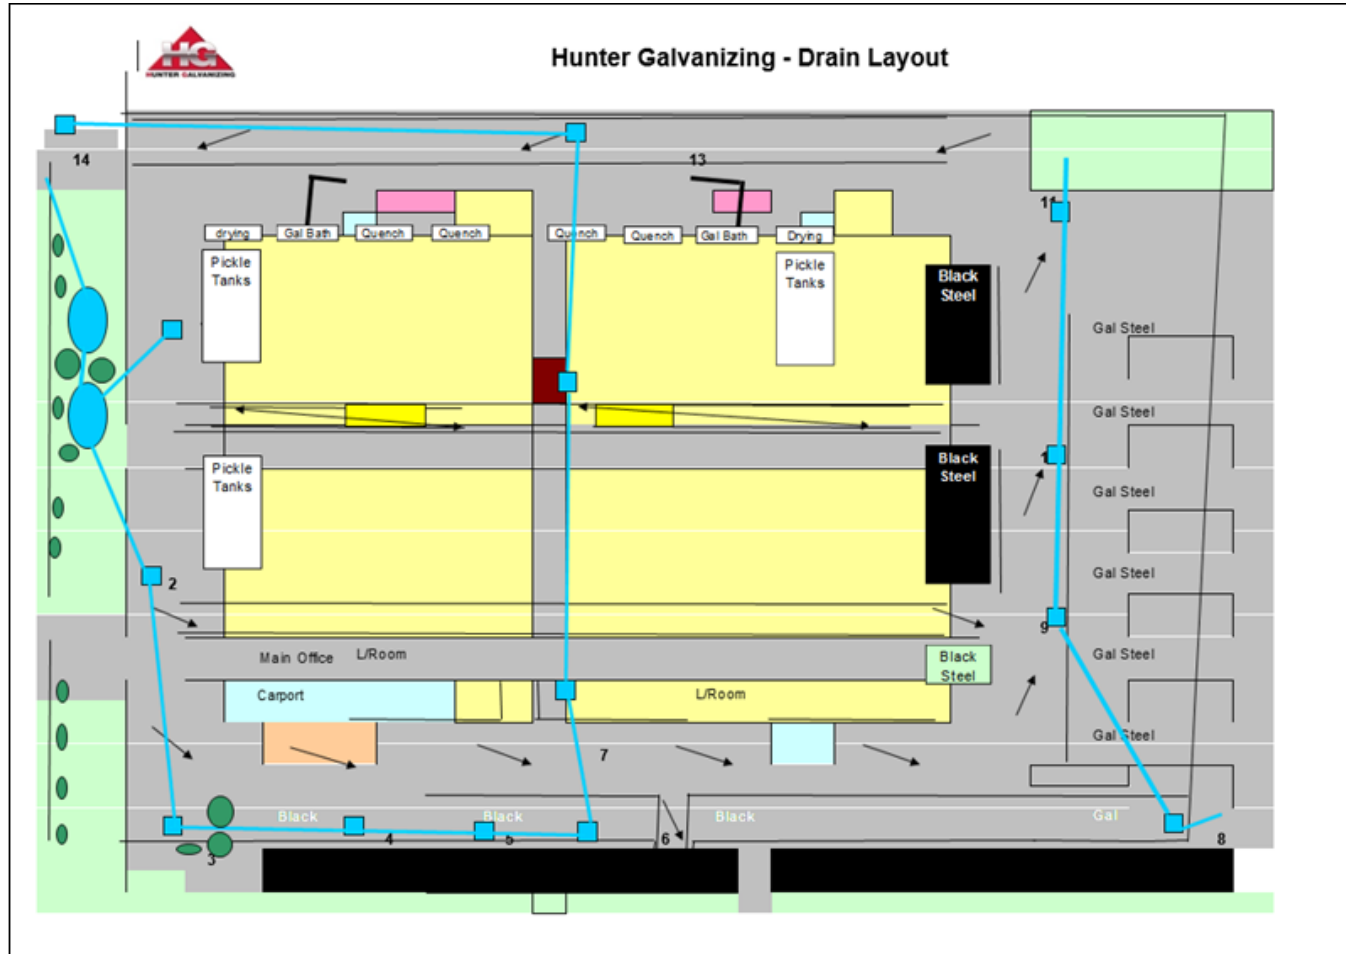 HG
HUNTER GALVANIZING
Hunter Galvanizing - Drain Layout
14
13
11
drying
Gal Bath
Quench
Quench
Quench
Quench
Gal Bath
Drying
Pickle
Tanks
Pickle
Tanks
Black
Steel
Gal Steel
Gal Steel
Black
Steel
Pickle
Tanks
Gal Steel
Gal Steel
2
9
Main Office
L/Room
Black
Steel
Gal Steel
Carport
L/Room
Gal Steel
7
Black
Black
Black
Gal
3
4
5
6
8